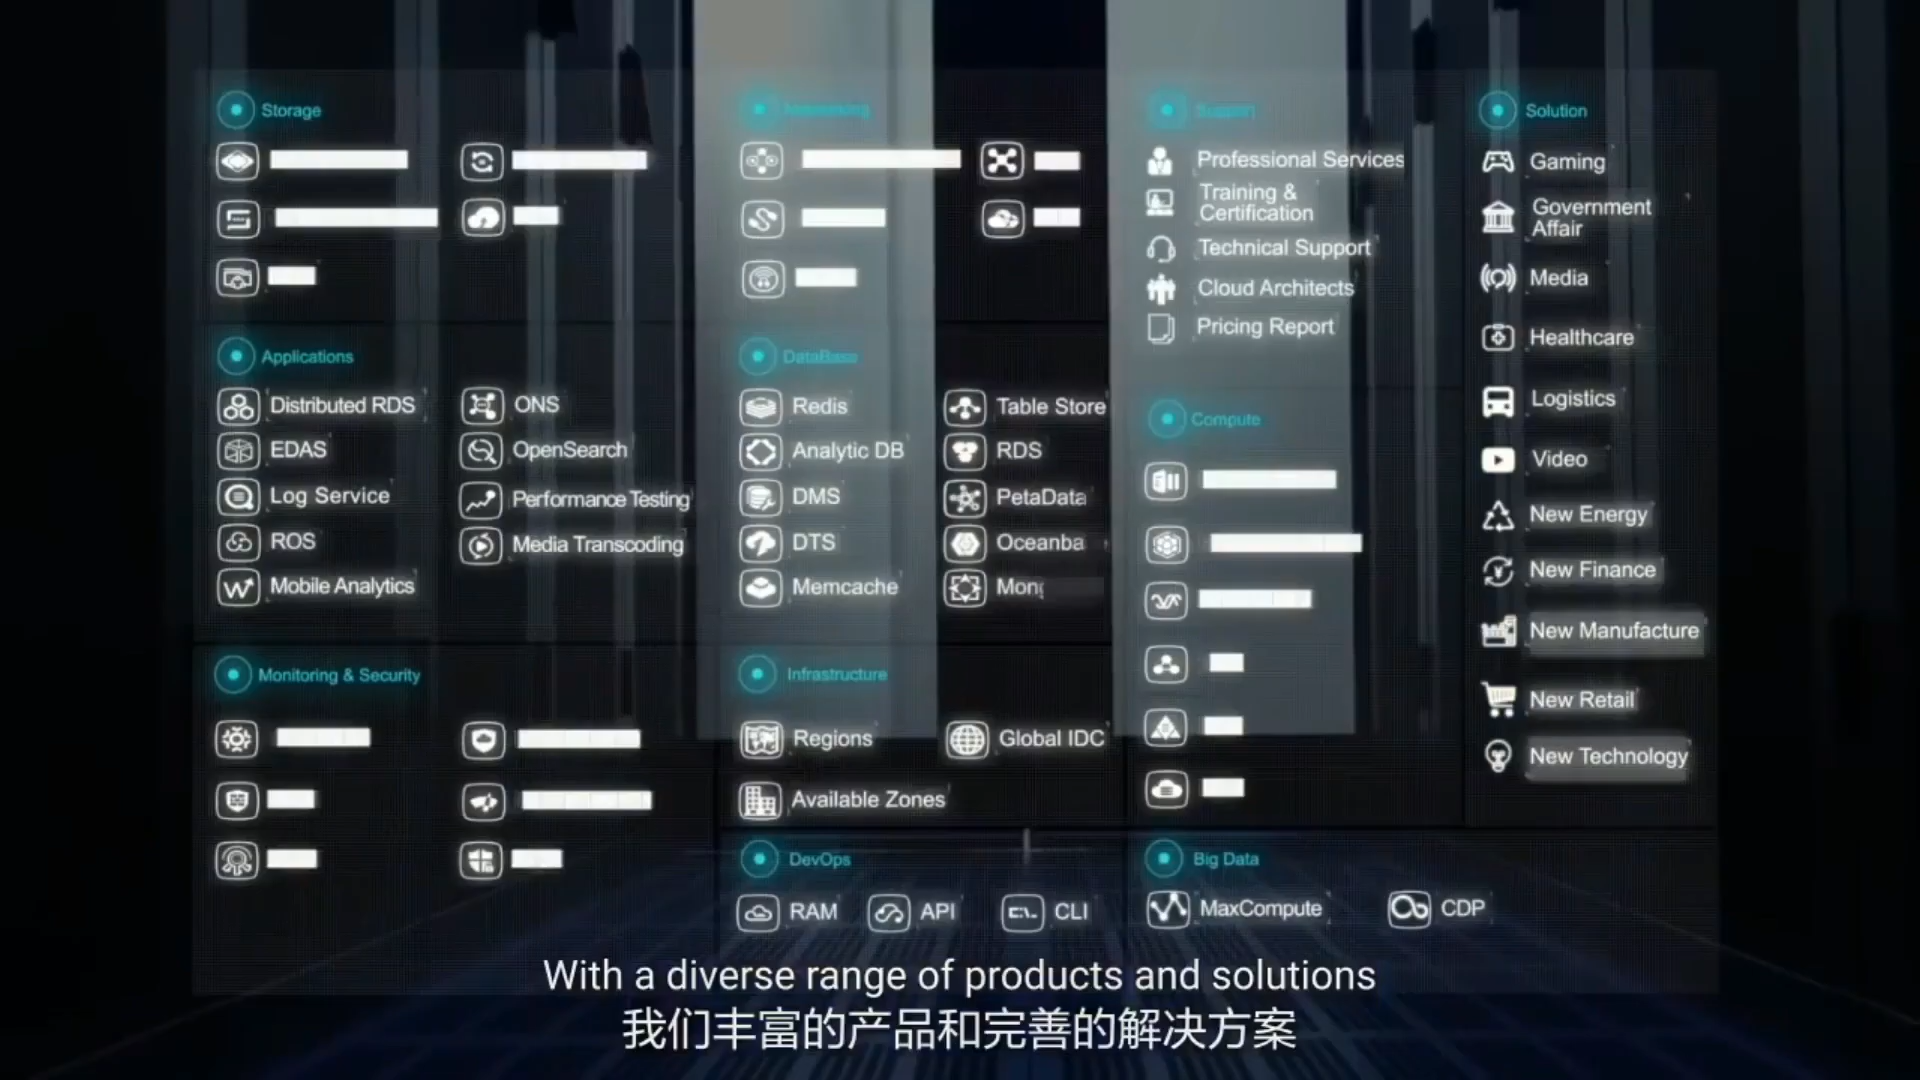 Storage
Applications
Distributed RDS
ONS
EDAS
OpenSearch
Log Service
Performance Testing
ROS
Media Transcoding
Mobile Analytics
Monitoring & Security
DataBase
Redis
Table Store
Analytic DB
RDS
DMS
PetaData
DTS
Oceanba
Memcache
Mong
Infrastructure
Regions
Global IDC
Available Zones
DevOps
RAM
API
CLI
Support
Professional Services
Training &
Certification
Technical Support
Cloud Architects
Pricing Report
Compute
Big Data
MaxCompute
CDP
Solution
Gaming
Government
Affair
Media
Healthcare
Logistics
Video
New Energy
New Finance
New Manufacture
New Retail
New Technology
With a diverse range of products and solutions
我们丰富的产品和完善的解决方案